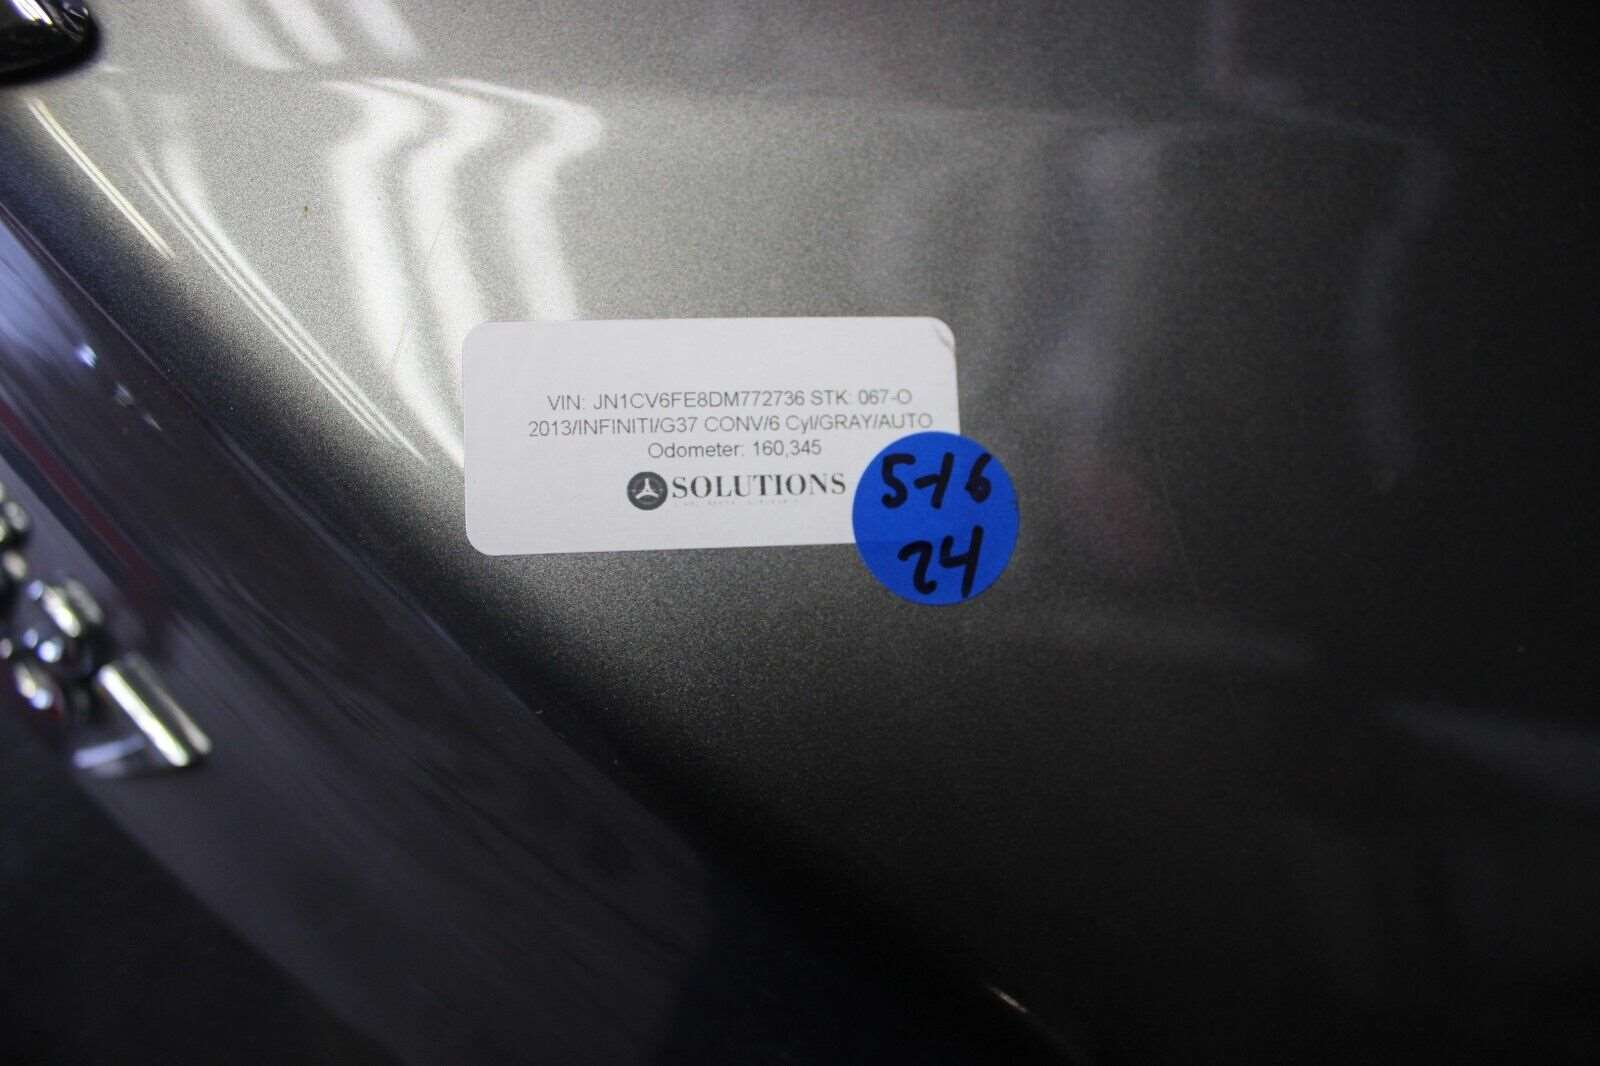 VIN: JN1CV6FE8DM772736 STK: 067-O
2013/INFINITI/G37 CONV/6 Cyl/GRAY/AUTO
Odometer: 160,345
SOLUTIONS
5-16
24